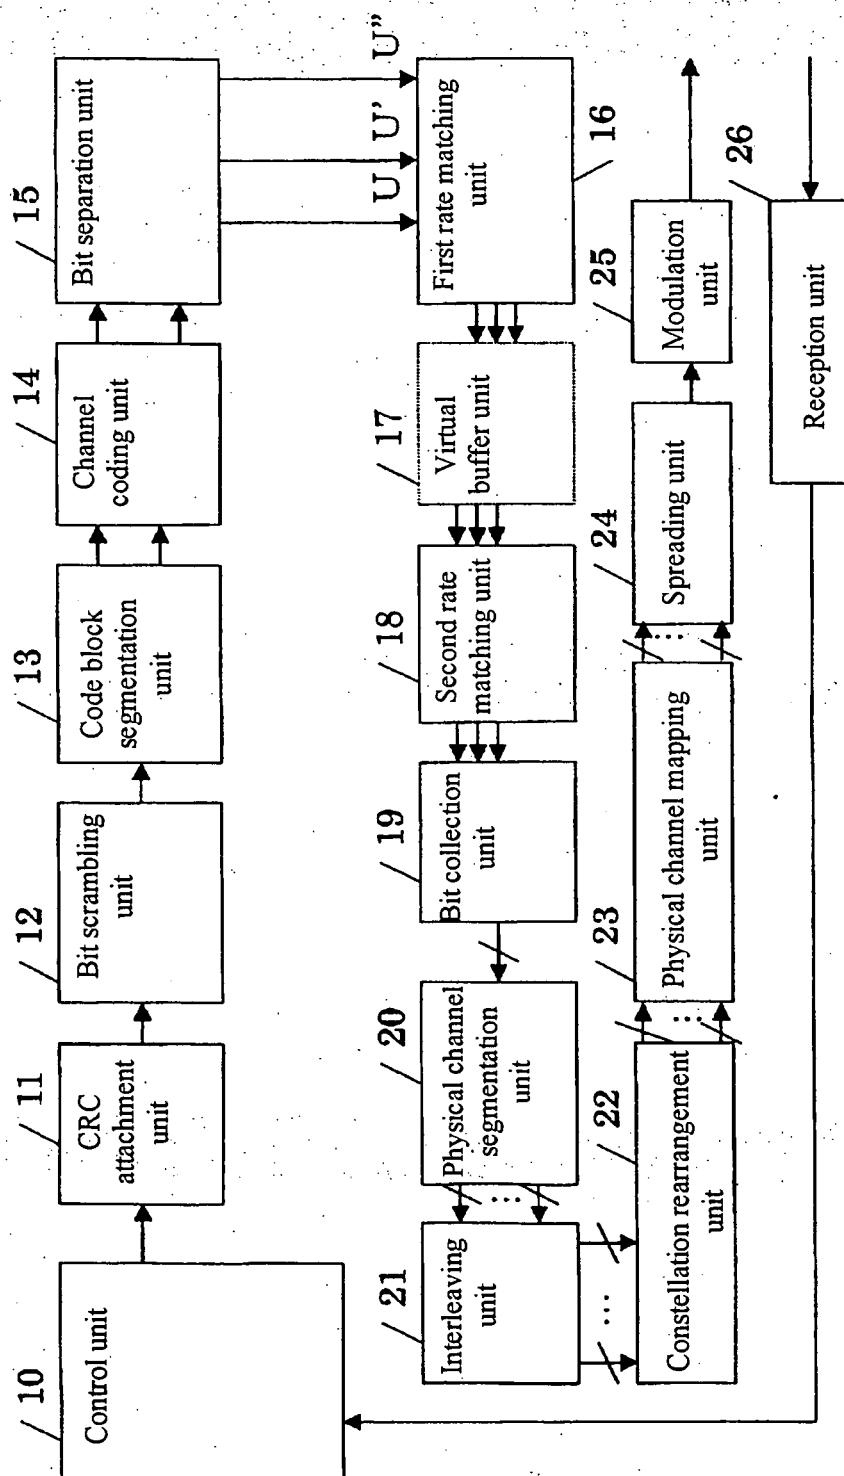 10
Control unit
11
CRC
attachment
unit
12
Bit scrambling
unit
13
Code block
segmentation
unit
14
Channel
coding unit
15
Bit separation unit
U
U'
U"
First rate matching
unit
16
17
Virtual
buffer unit
18
Second rate
matching unit
19
Bit collection
unit
20
Physical channel
segmentation
unit
21
Interleaving
unit
22
Constellation rearrangement
unit
23
Physical channel mapping
unit
24
Spreading unit
25
Modulation
unit
26
Reception unit